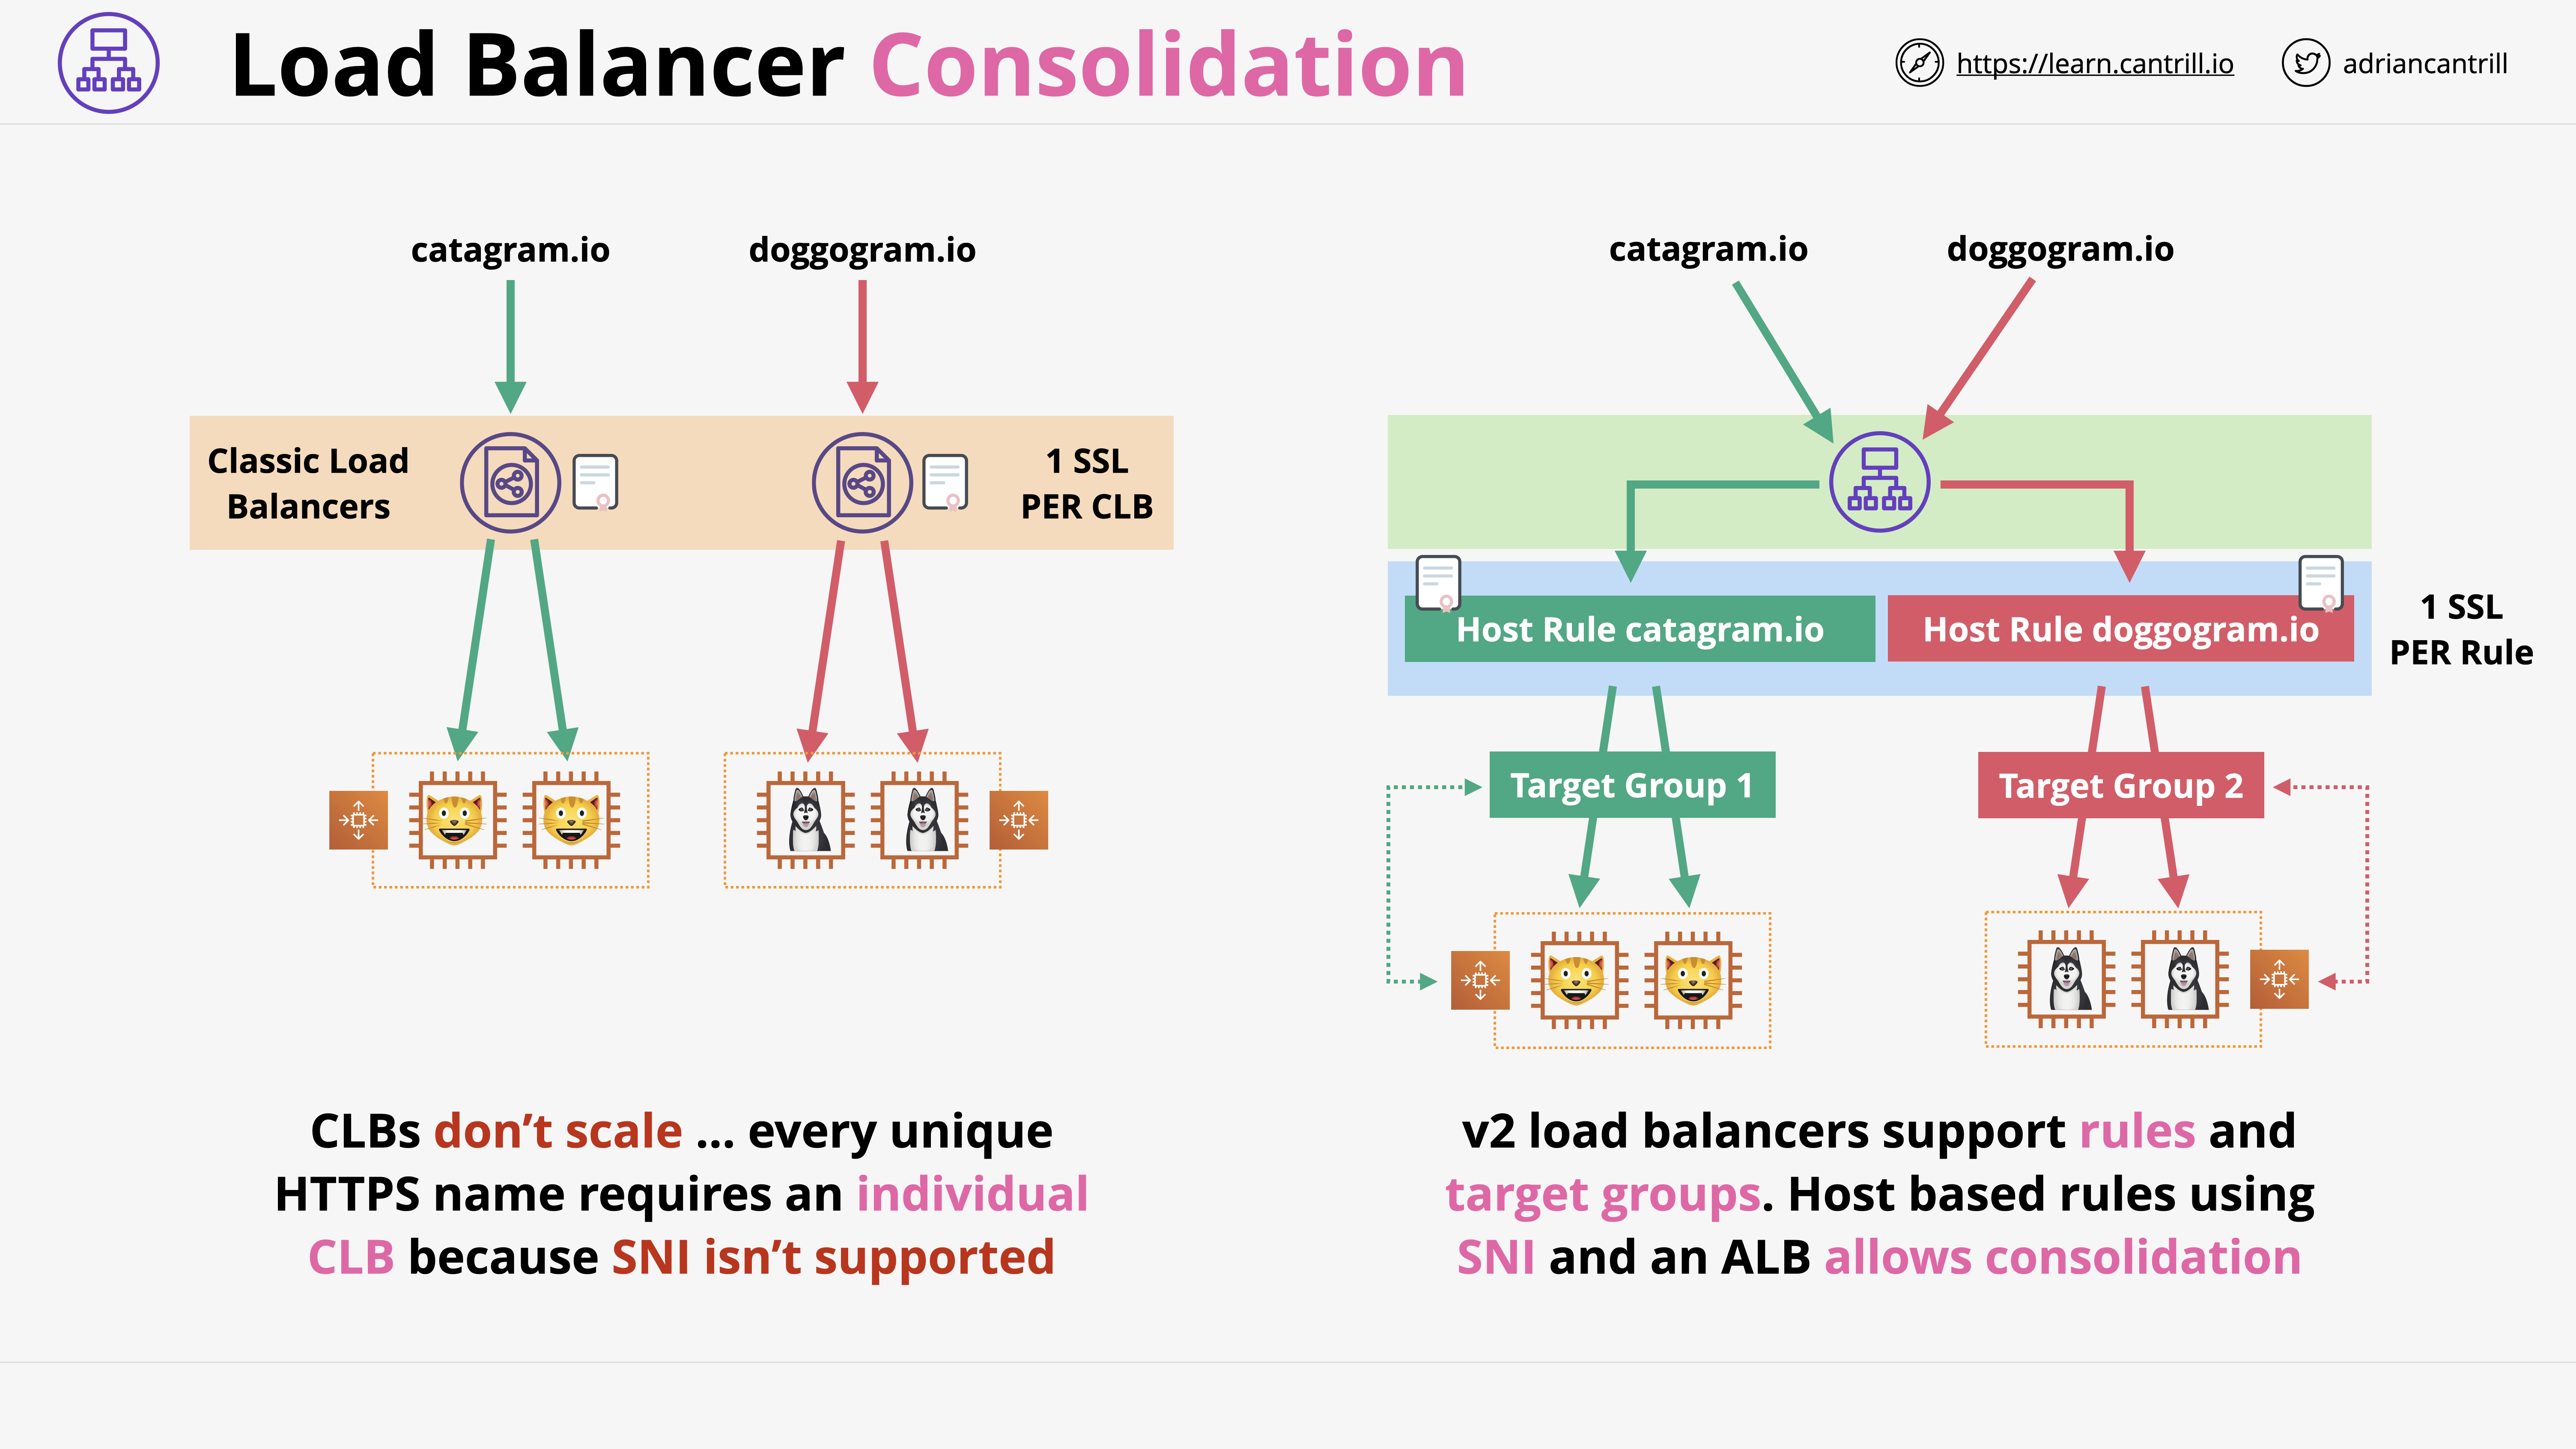 Load Balancer Consolidation
https://learn.cantrill.io
adriancantrill
catagram.io
doggogram.io
Classic Load
Balancers
1 SSL
PER CLB
CLBs don’t scale ... every unique
HTTPS name requires an individual
CLB because SNI isn’t supported
catagram.io
doggogram.io
Host Rule catagram.io
Host Rule doggogram.io
1 SSL
PER Rule
Target Group 1
Target Group 2
v2 load balancers support rules and
target groups. Host based rules using
SNI and an ALB allows consolidation